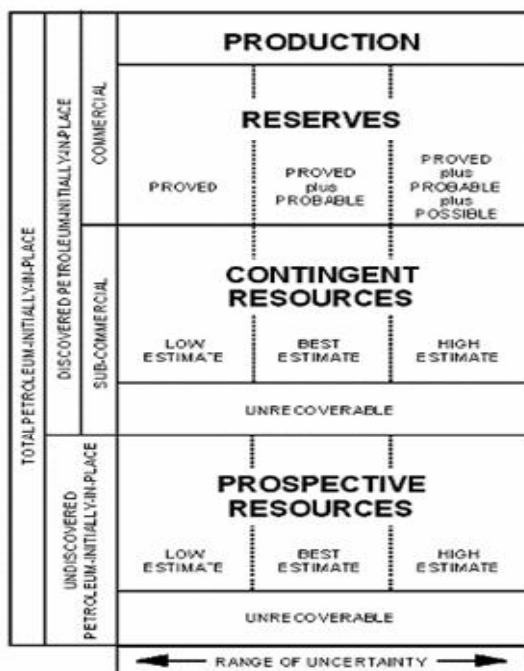 TOTAL PETROLEUM-INITIALLY-IN-PLACE
DISCOVERED PETROLEUM-INITIALLY-IN-PLACE
COMMERCIAL
PRODUCTION
RESERVES
PROVED
PROVED
plus
PROBABLE
PROVED
plus
PROBABLE
plus
POSSIBLE
SUB-COMMERCIAL
CONTINGENT
RESOURCES
LOW
ESTIMATE
BEST
ESTIMATE
HIGH
ESTIMATE
UNRECOVERABLE
UNDISCOVERED
PETROLEUM-INITIALLY-IN-PLACE
PROSPECTIVE
RESOURCES
LOW
ESTIMATE
BEST
ESTIMATE
HIGH
ESTIMATE
UNRECOVERABLE
RANGE OF UNCERTAINTY